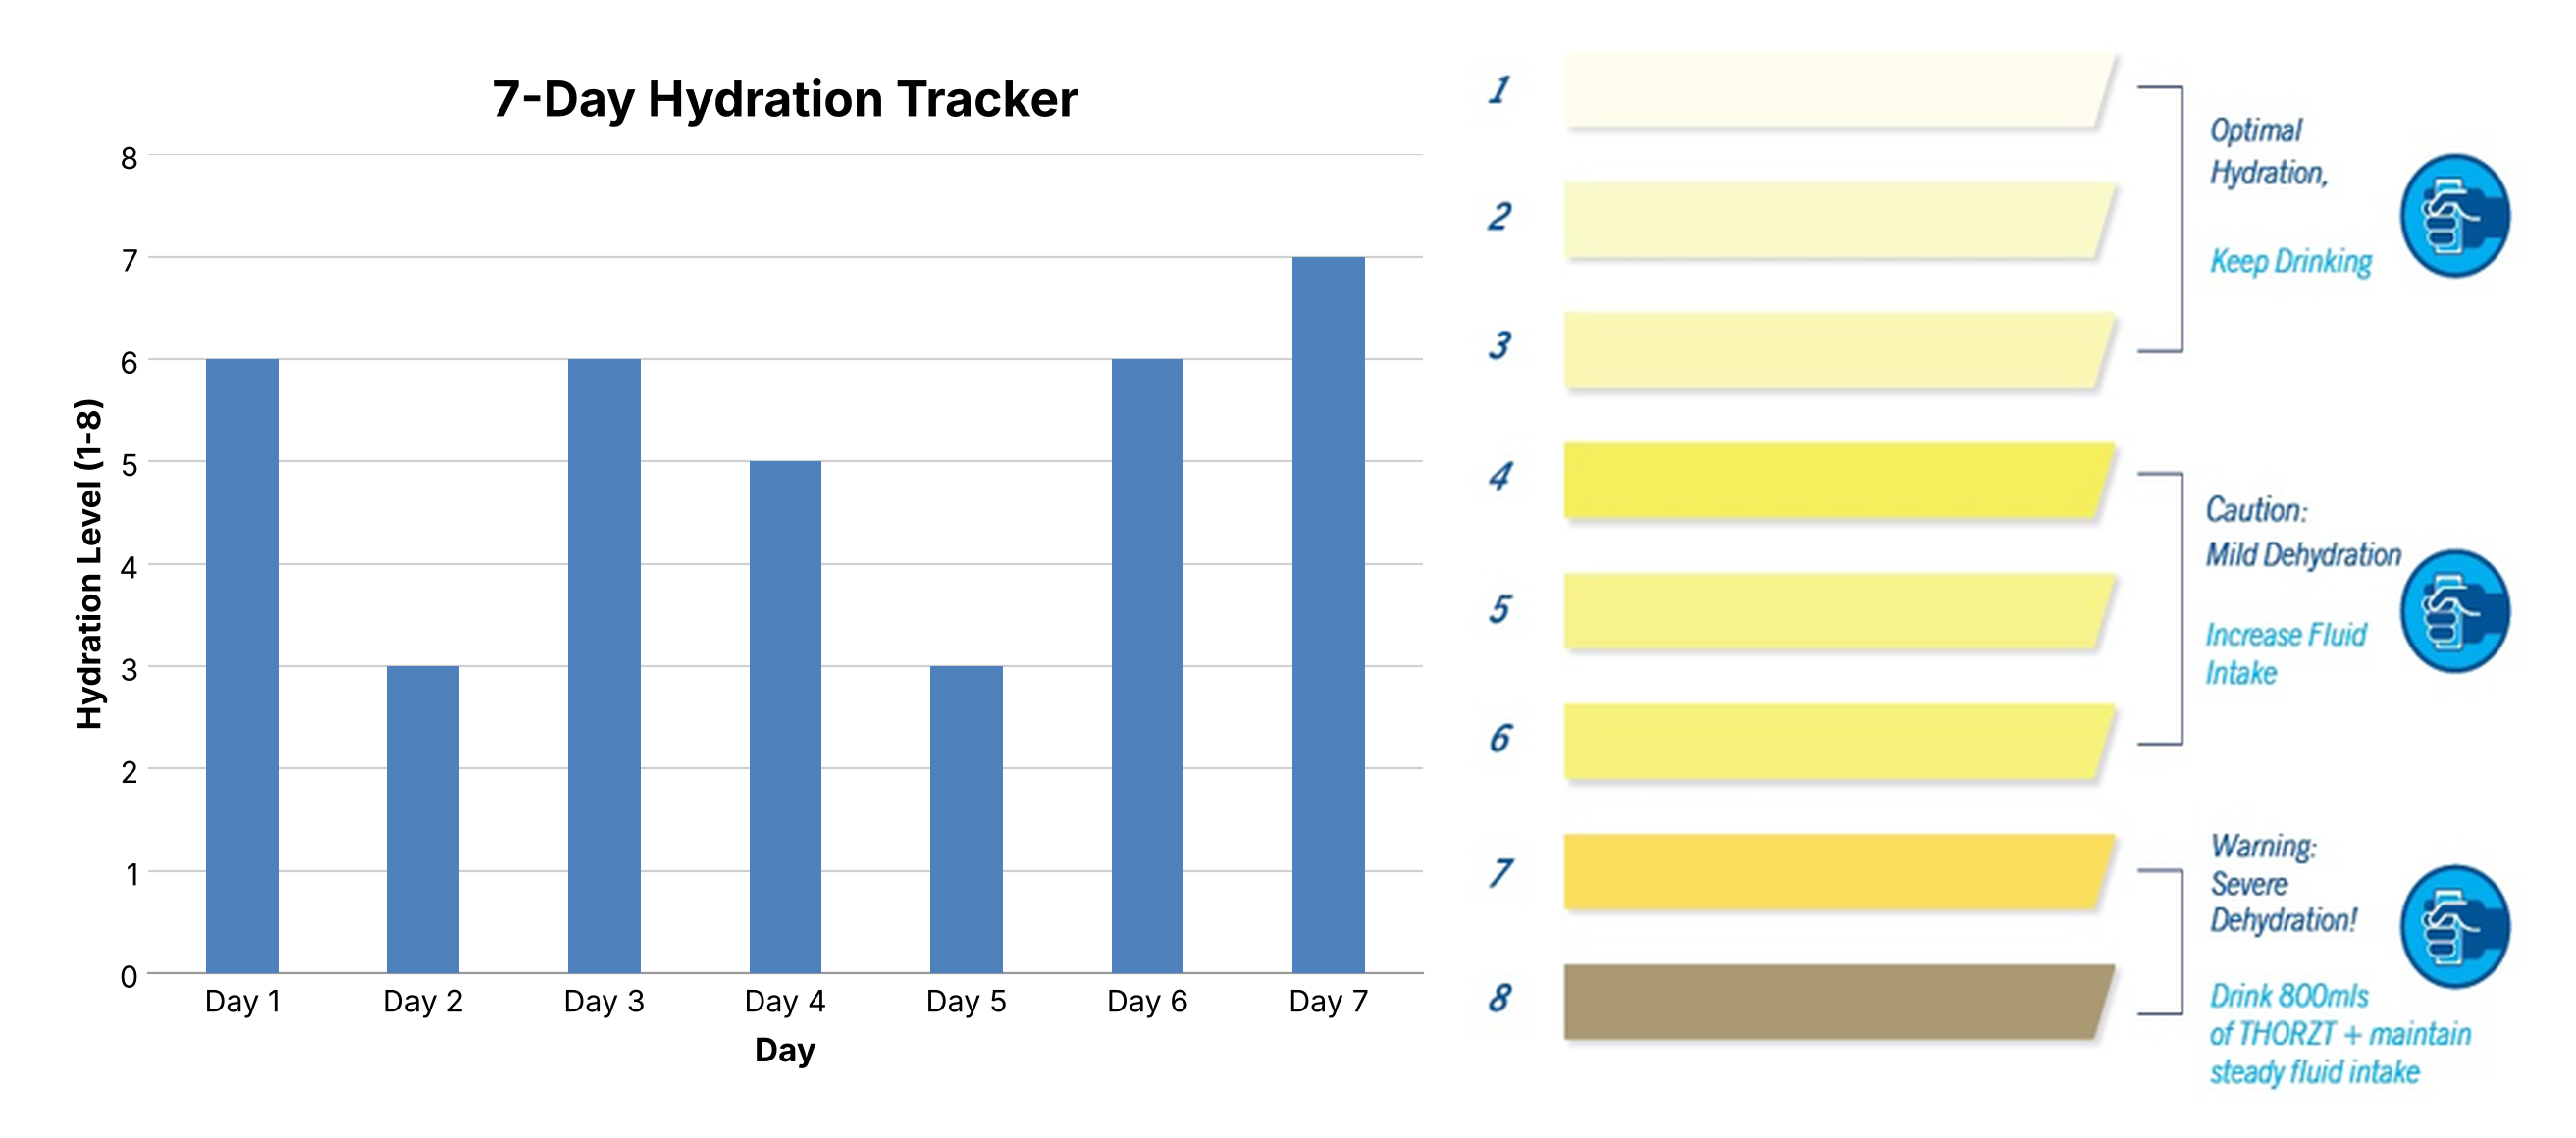 7-Day Hydration Tracker
Hydration Level (1-8)
8
7
6
5
4
3
2
1
0
Day 1 Day 2 Day 3 Day 4 Day 5 Day 6 Day 7
Day
1
2
3
4
5
6
7
8
Optimal
Hydration,
Keep Drinking
Caution:
Mild Dehydration
Increase Fluid
Intake
Warning:
Severe
Dehydration!
Drink 800mls
of THORZT + maintain
steady fluid intake